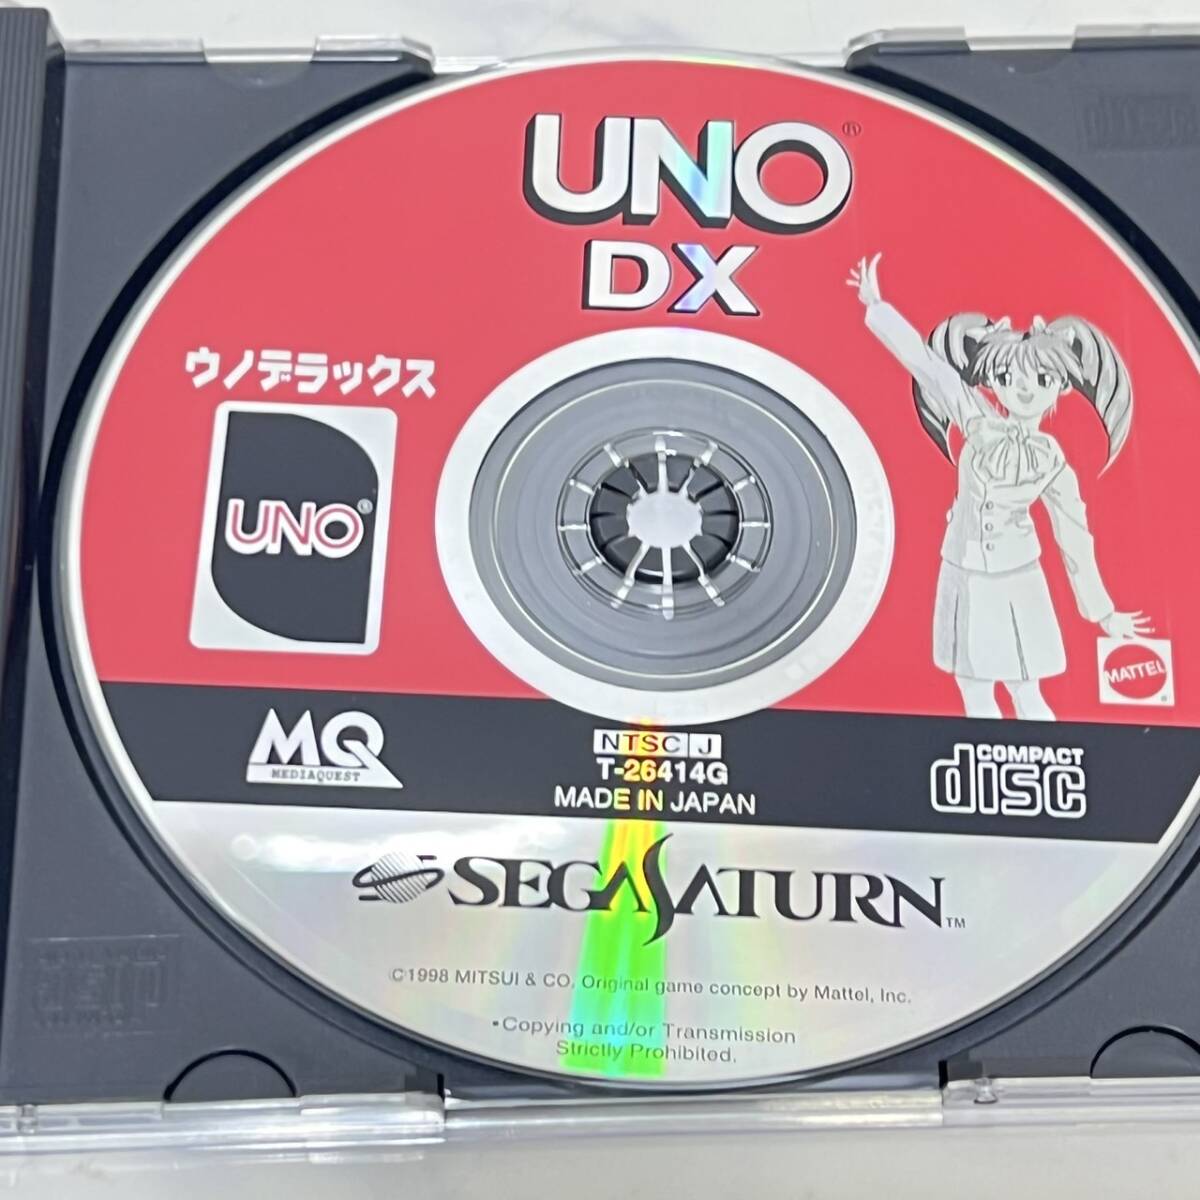 UNO®
DX
ウノデラックス
UNO®
MATTEL®
MQ
MEDIAQUEST
NTSC J
T-26414G
MADE IN JAPAN
COMPACT
disc
SEGA SATURN™
©1998 MITSUI & CO. Original game concept by Mattel, Inc.
•Copying and/or Transmission
Strictly Prohibited.